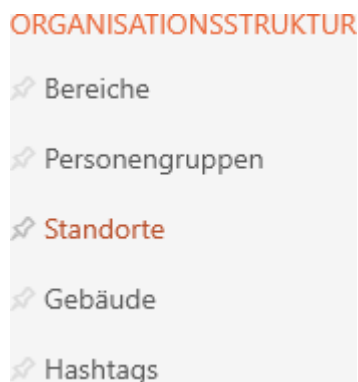 ORGANISATIONSSTRUKTUR
Bereiche
Personengruppen
Standorte
Gebäude
Hashtags